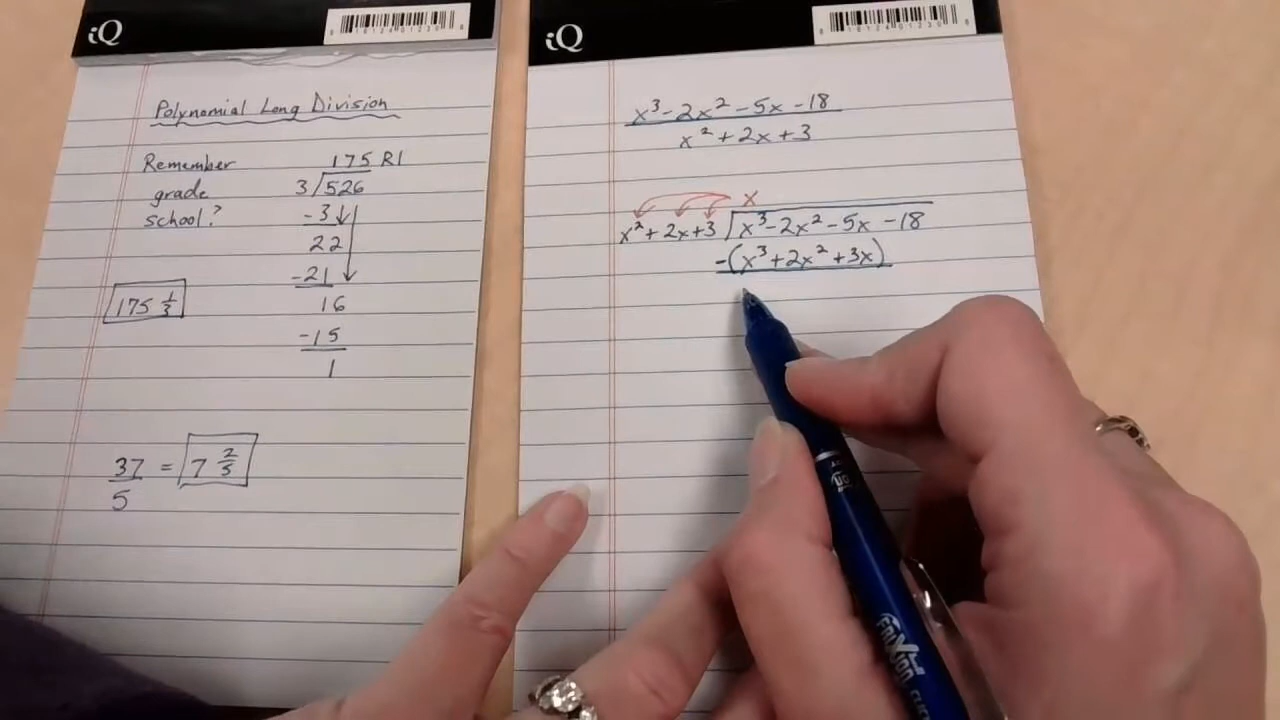 iQ
Polynomial Long Division
Remember
grade
school?
175 R1
3 / 526
-3
22
-21
16
-15
1
175 1/3
37/5 = 7 2/5
iQ
x³ - 2x² - 5x - 18
x² + 2x + 3
x
x² + 2x + 3 / x³ - 2x² - 5x - 18
-(x³ + 2x² + 3x)
FRIXION